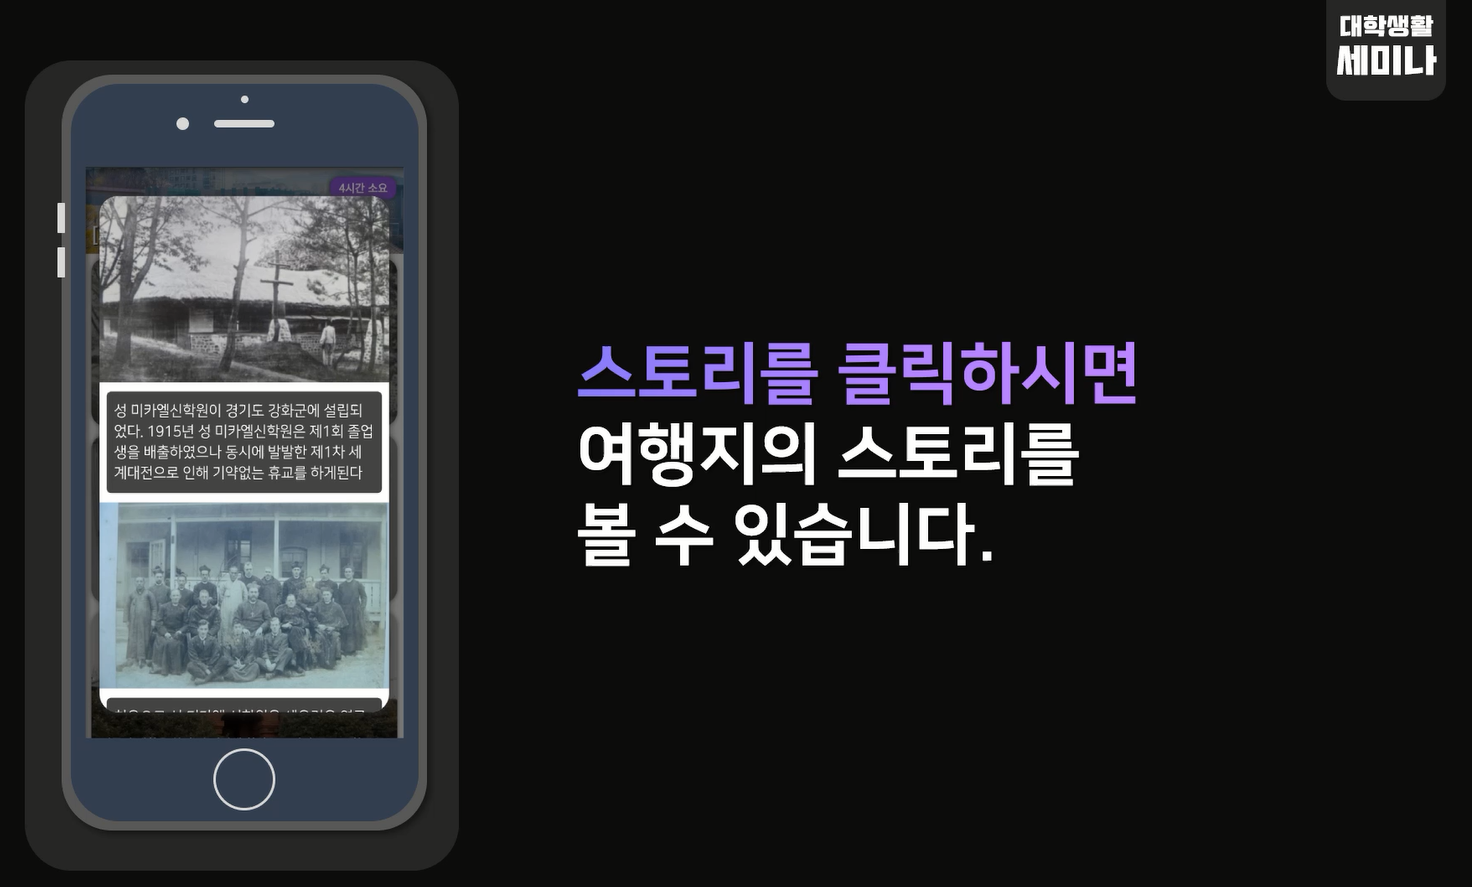 대학생활
세미나
4시간 소요
성 미카엘신학원이 경기도 강화군에 설립되
었다. 1915년 성 미카엘신학원은 제1회 졸업
생을 배출하였으나 동시에 발발한 제1차 세
계대전으로 인해 기약없는 휴교를 하게된다
스토리를 클릭하시면
여행지의 스토리를
볼 수 있습니다.